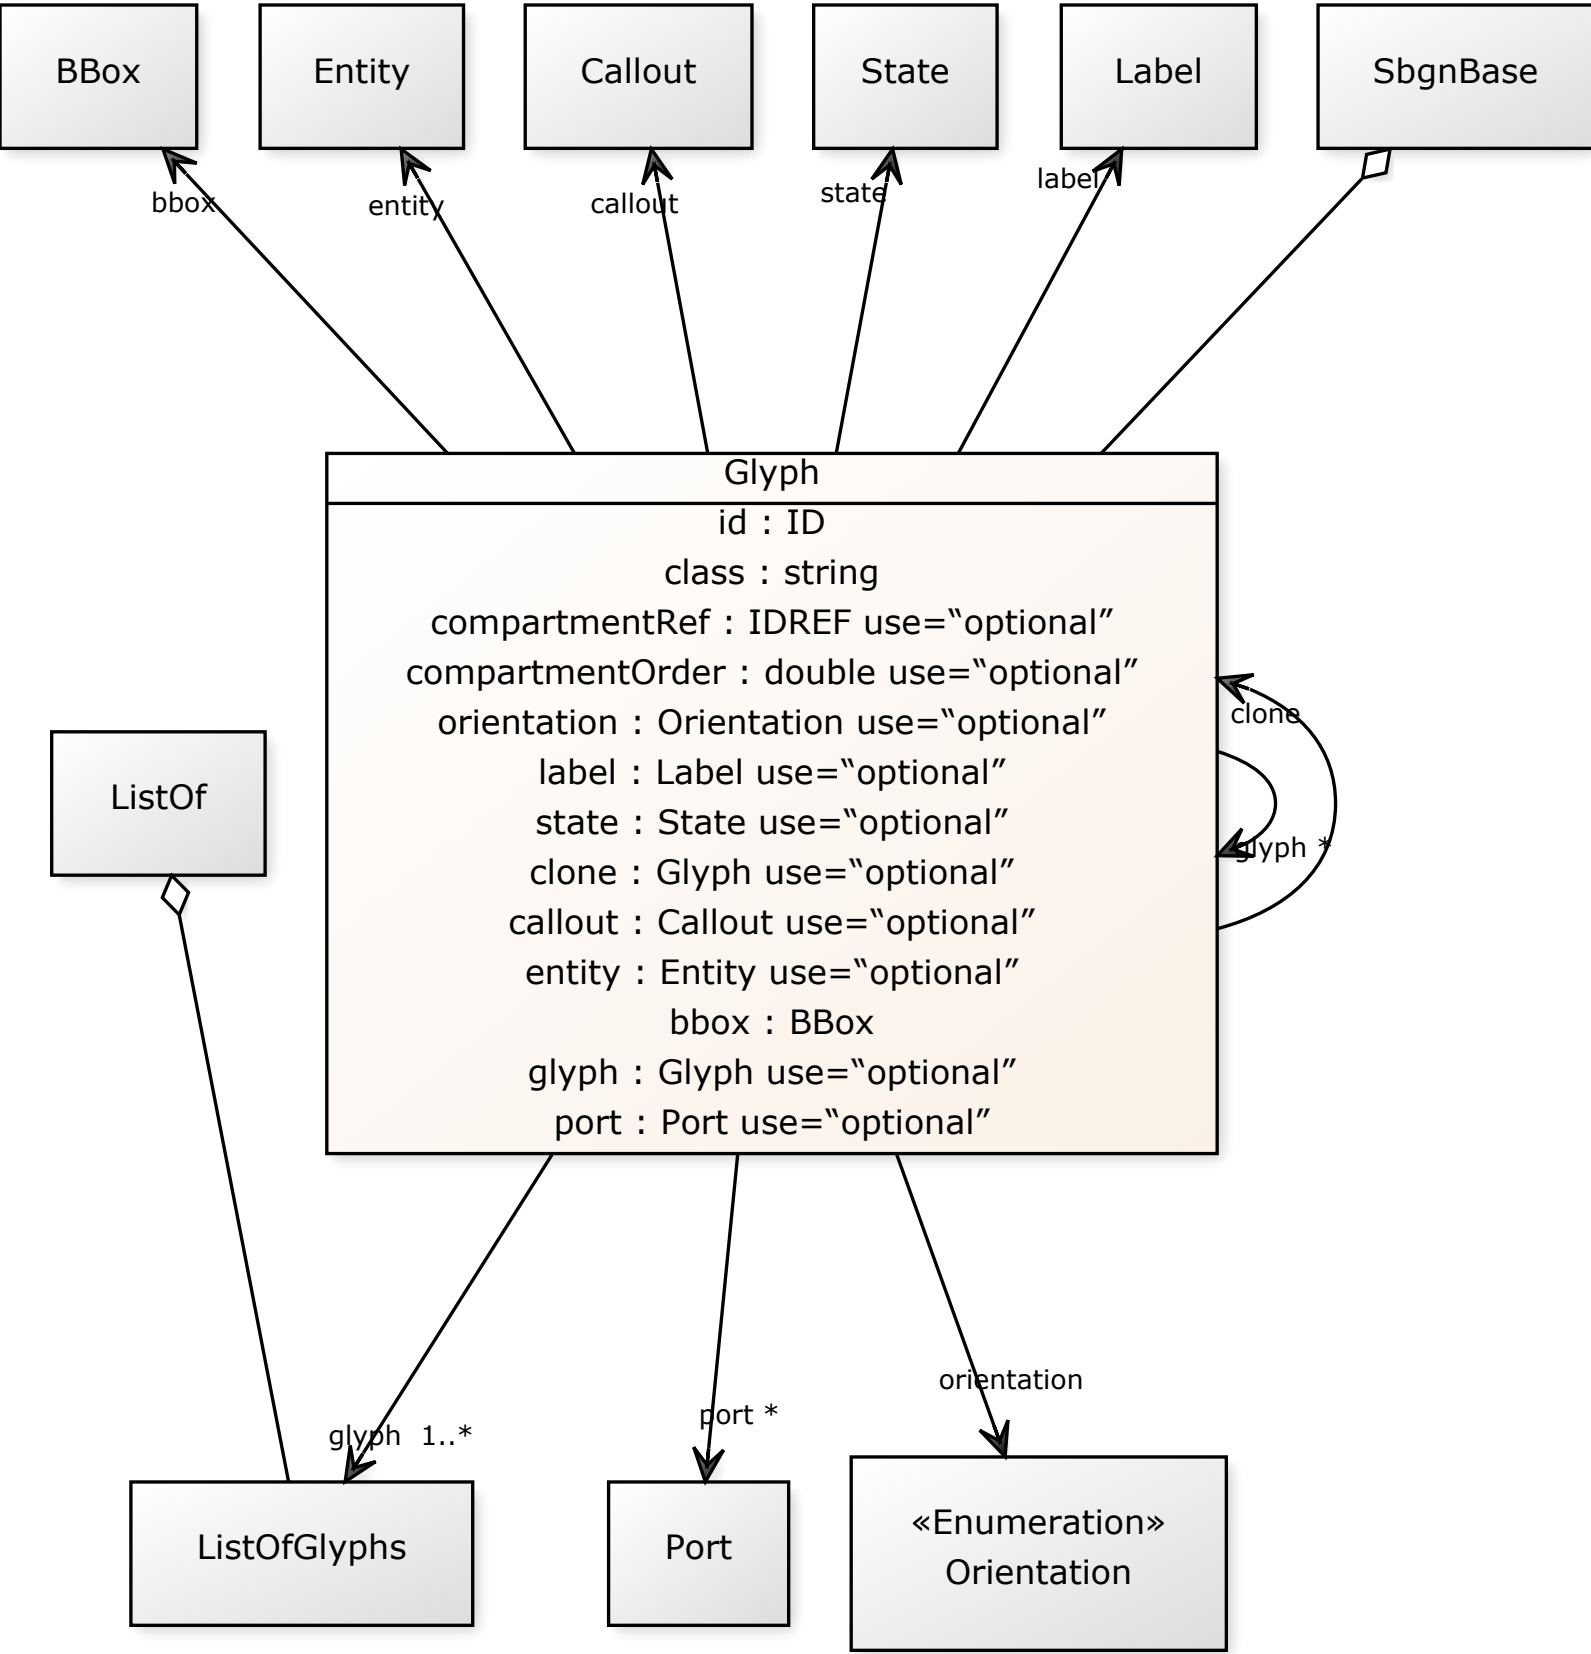 BBox
Entity
Callout
State
Label
SbgnBase
bbox
entity
callout
state
label
Glyph
id : ID
class : string
compartmentRef : IDREF use=“optional”
compartmentOrder : double use=“optional”
orientation : Orientation use=“optional”
label : Label use=“optional”
state : State use=“optional”
clone : Glyph use=“optional”
callout : Callout use=“optional”
entity : Entity use=“optional”
bbox : BBox
glyph : Glyph use=“optional”
port : Port use=“optional”
clone
glyph *
ListOf
glyph 1..*
port *
orientation
ListOfGlyphs
Port
«Enumeration»
Orientation